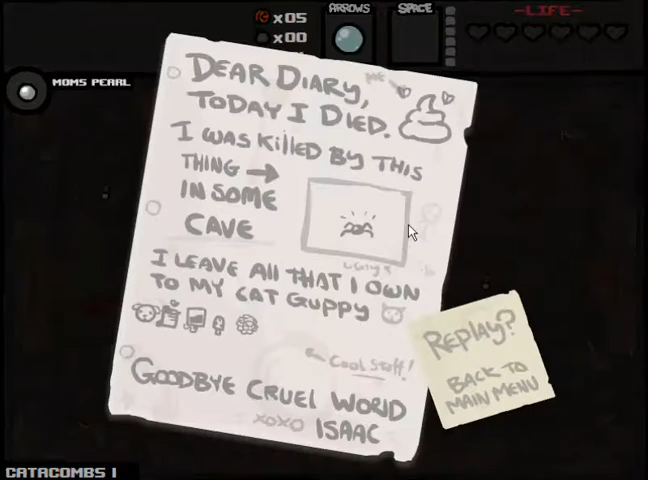 x05
x00
ARROWS
SPACE
-LIFE-
MOMS PEARL
DEAR DIARY,
TODAY I DIED.
I WAS KILLED BY THIS
THING →
IN SOME
CAVE
I LEAVE ALL THAT I OWN
TO MY CAT GUPPY
COOL STUFF!
GOODBYE CRUEL WORLD
XOXO ISAAC
REPLAY?
BACK TO
MAIN MENU
CATACOMBS I